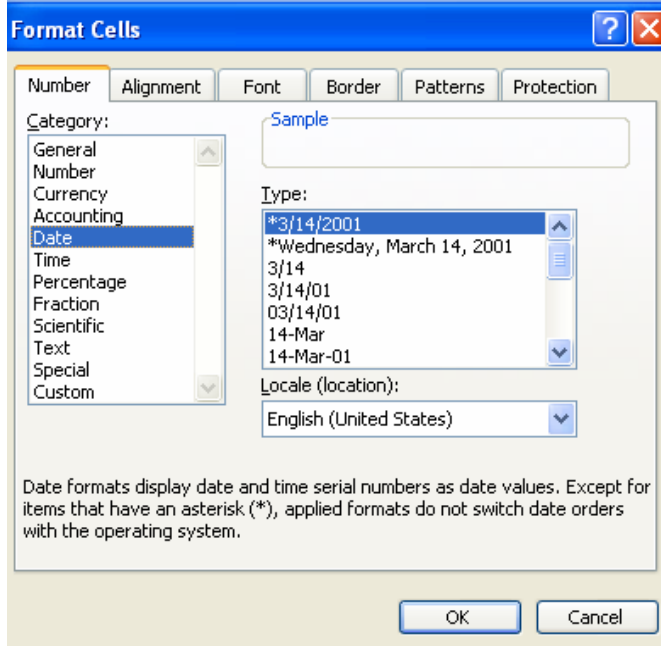 Format Cells
Number Alignment Font Border Patterns Protection
Category:
General
Number
Currency
Accounting
Date
Time
Percentage
Fraction
Scientific
Text
Special
Custom
Sample
Type:
*3/14/2001
*Wednesday, March 14, 2001
3/14
3/14/01
03/14/01
14-Mar
14-Mar-01
Locale (location):
English (United States)
Date formats display date and time serial numbers as date values. Except for
items that have an asterisk (*), applied formats do not switch date orders
with the operating system.
OK Cancel